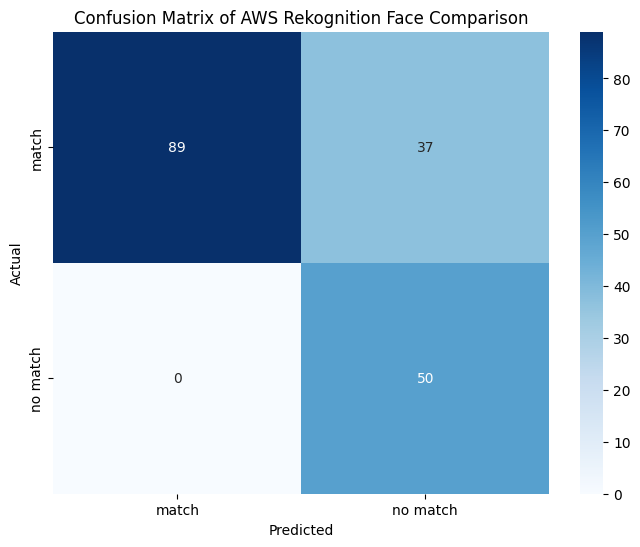 Confusion Matrix of AWS Rekognition Face Comparison
Actual
match
no match
89
37
0
50
match
no match
Predicted
80
70
60
50
40
30
20
10
0